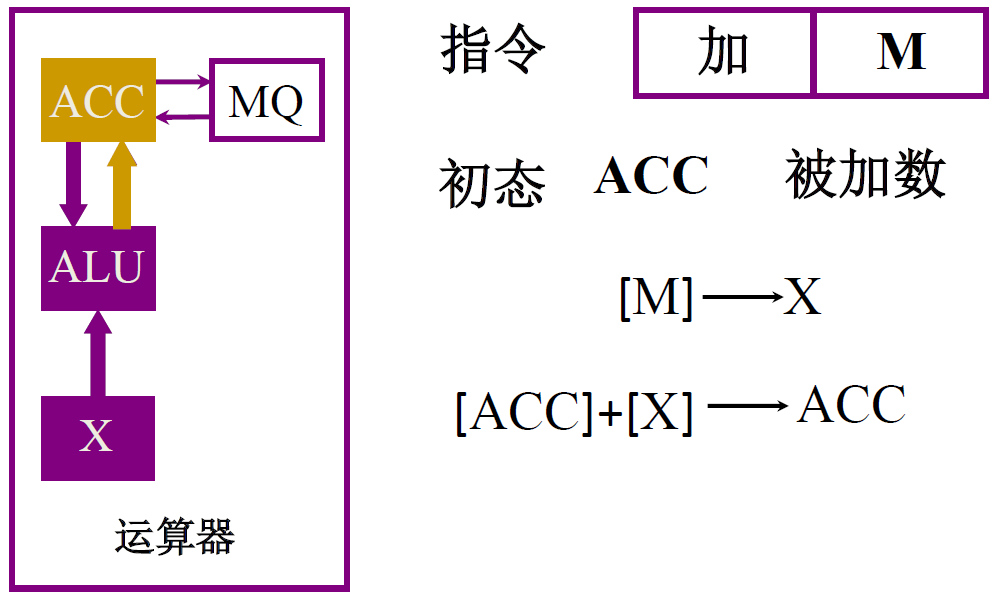 ACC
MQ
ALU
X
运算器
指令 加 M
初态 ACC 被加数
[M] → X
[ACC]+[X] → ACC